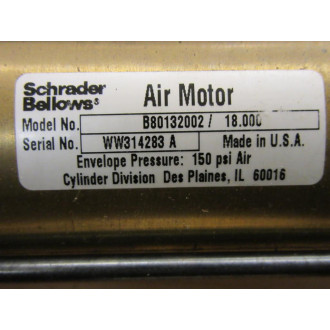 Schrader Bellows® Air Motor
Model No. B80132002 / 18.000
Serial No. WW314283 A Made in U.S.A.
Envelope Pressure: 150 psi Air
Cylinder Division Des Plaines, IL 60016